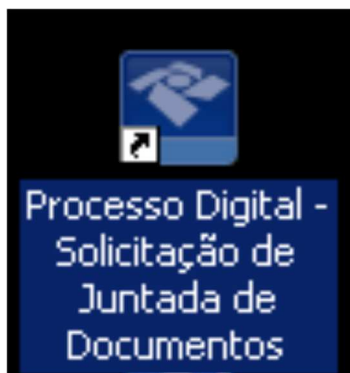 Processo Digital -
Solicitação de
Juntada de
Documentos